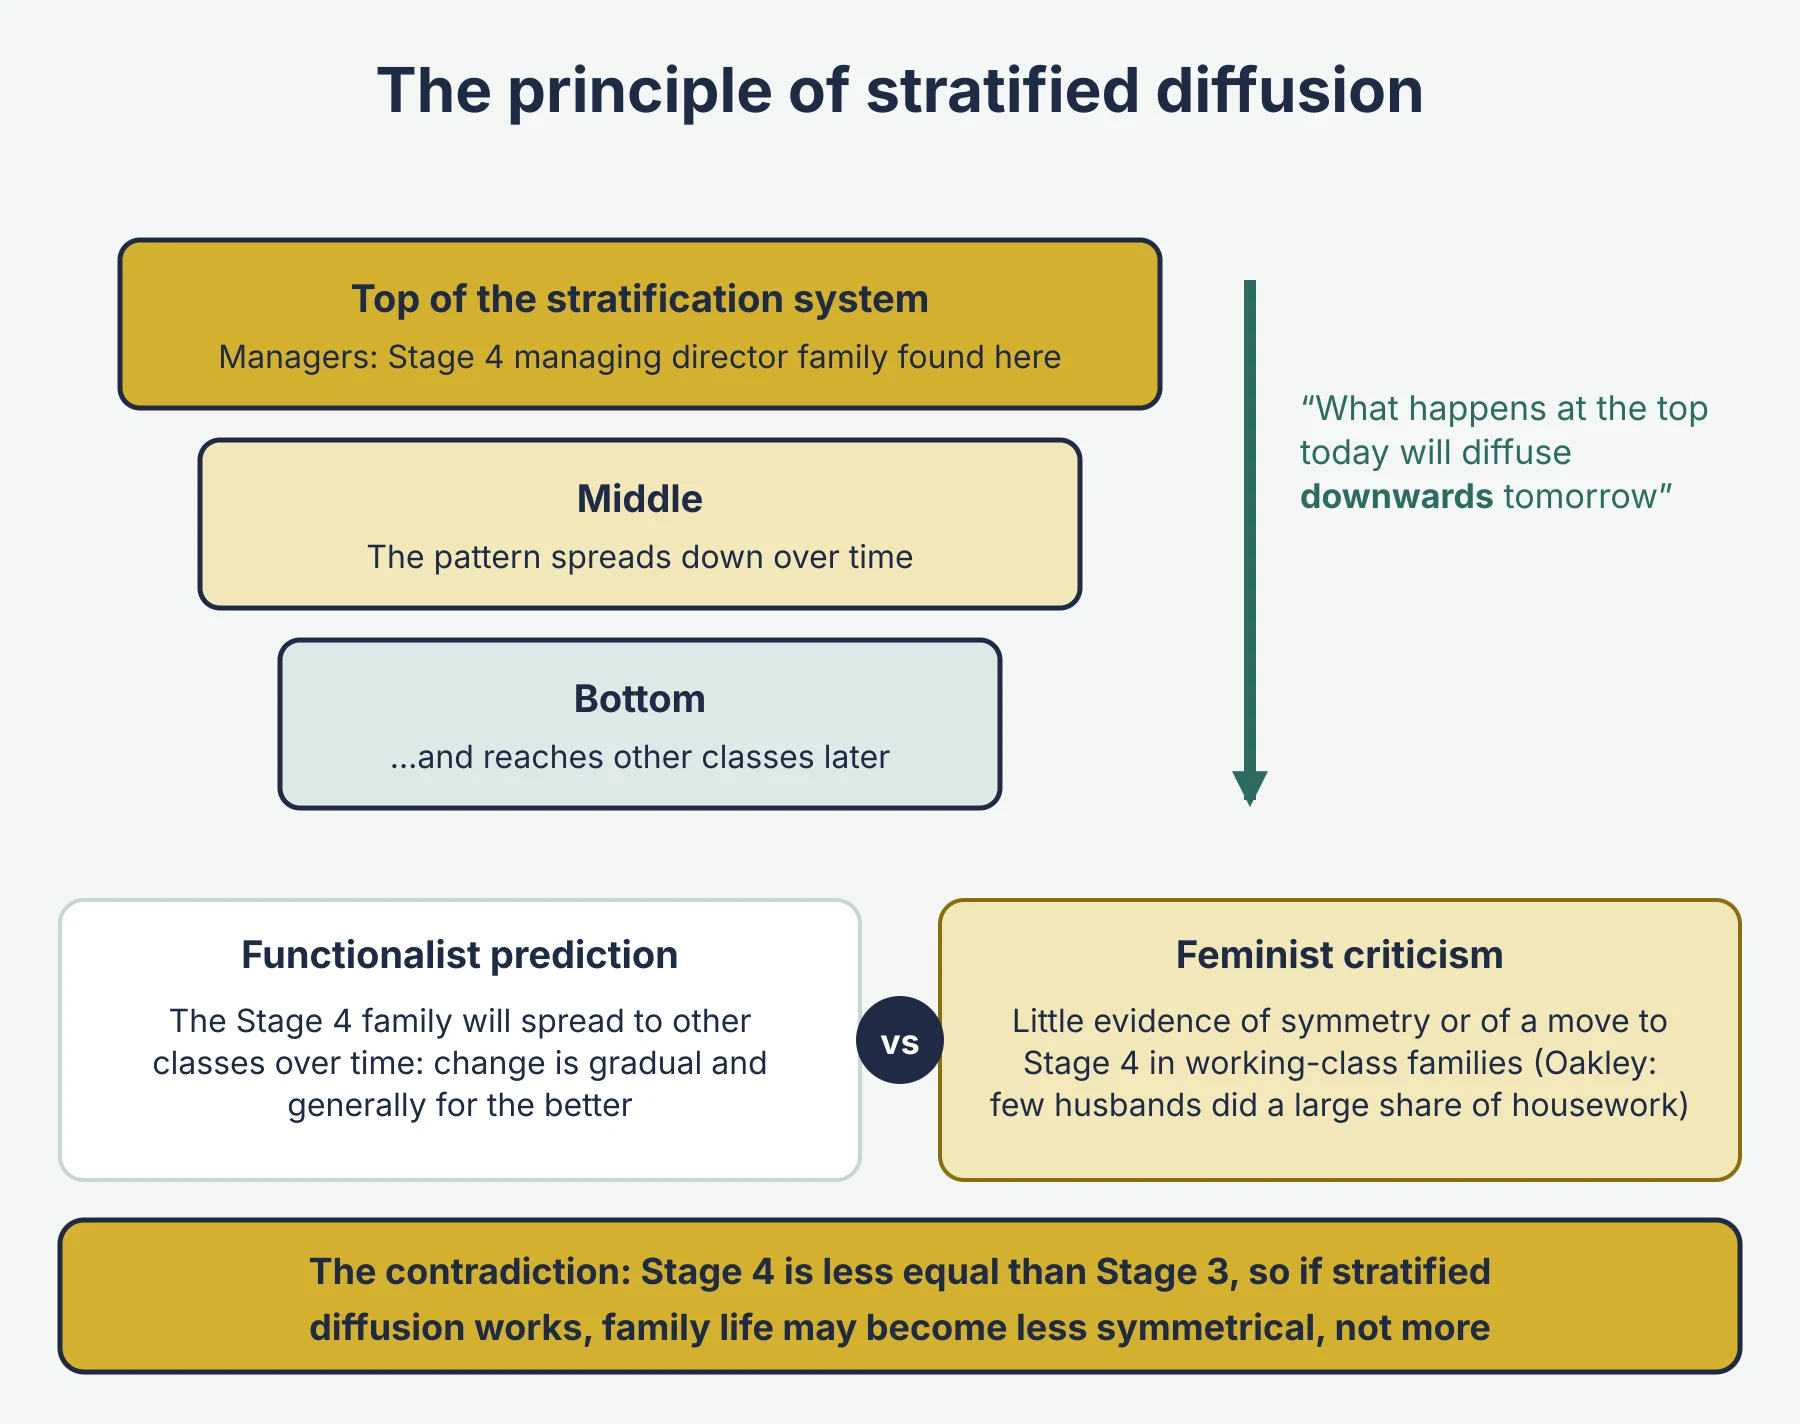 The principle of stratified diffusion
Top of the stratification system
Managers: Stage 4 managing director family found here
Middle
The pattern spreads down over time
Bottom
...and reaches other classes later
“What happens at the top
today will diffuse
downwards tomorrow”
Functionalist prediction
The Stage 4 family will spread to other
classes over time: change is gradual and
generally for the better
vs
Feminist criticism
Little evidence of symmetry or of a move to
Stage 4 in working-class families (Oakley:
few husbands did a large share of housework)
The contradiction: Stage 4 is less equal than Stage 3, so if stratified
diffusion works, family life may become less symmetrical, not more